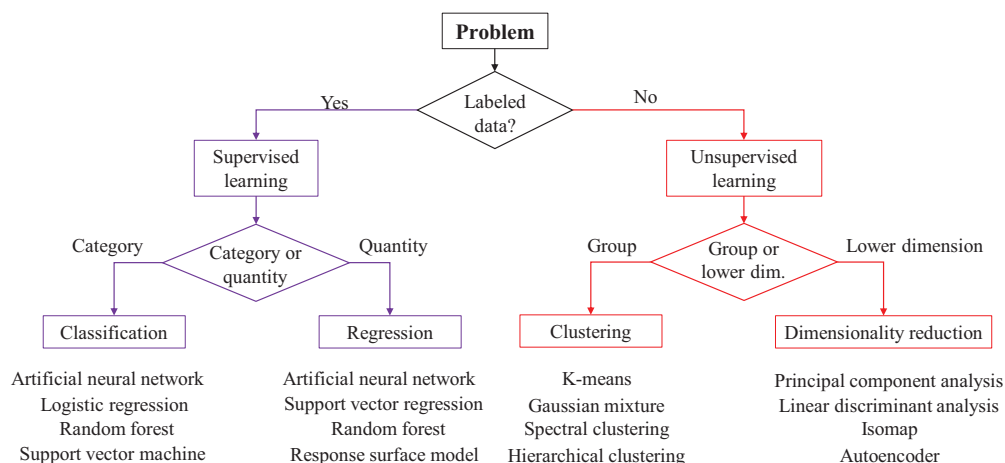 Problem
Labeled
data?
Yes
No
Supervised
learning
Unsupervised
learning
Category
Category or
quantity
Quantity
Group
Group or
lower dim.
Lower dimension
Classification
Regression
Clustering
Dimensionality reduction
Artificial neural network
Logistic regression
Random forest
Support vector machine
Artificial neural network
Support vector regression
Random forest
Response surface model
K-means
Gaussian mixture
Spectral clustering
Hierarchical clustering
Principal component analysis
Linear discriminant analysis
Isomap
Autoencoder